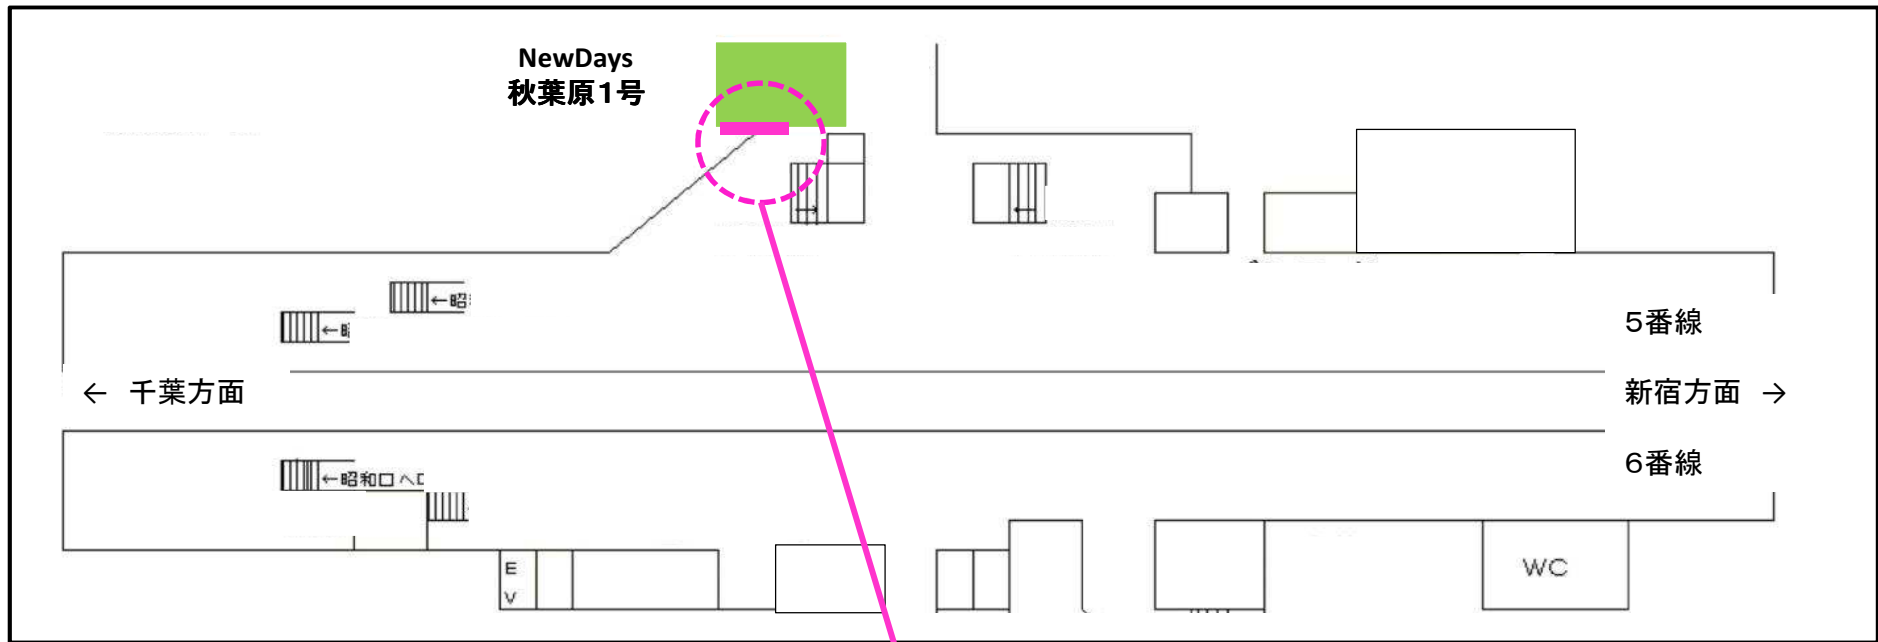 NewDays
秋葉原1号
←昭
←
5番線
← 千葉方面
新宿方面 →
6番線
←昭和口へ
E
V
WC